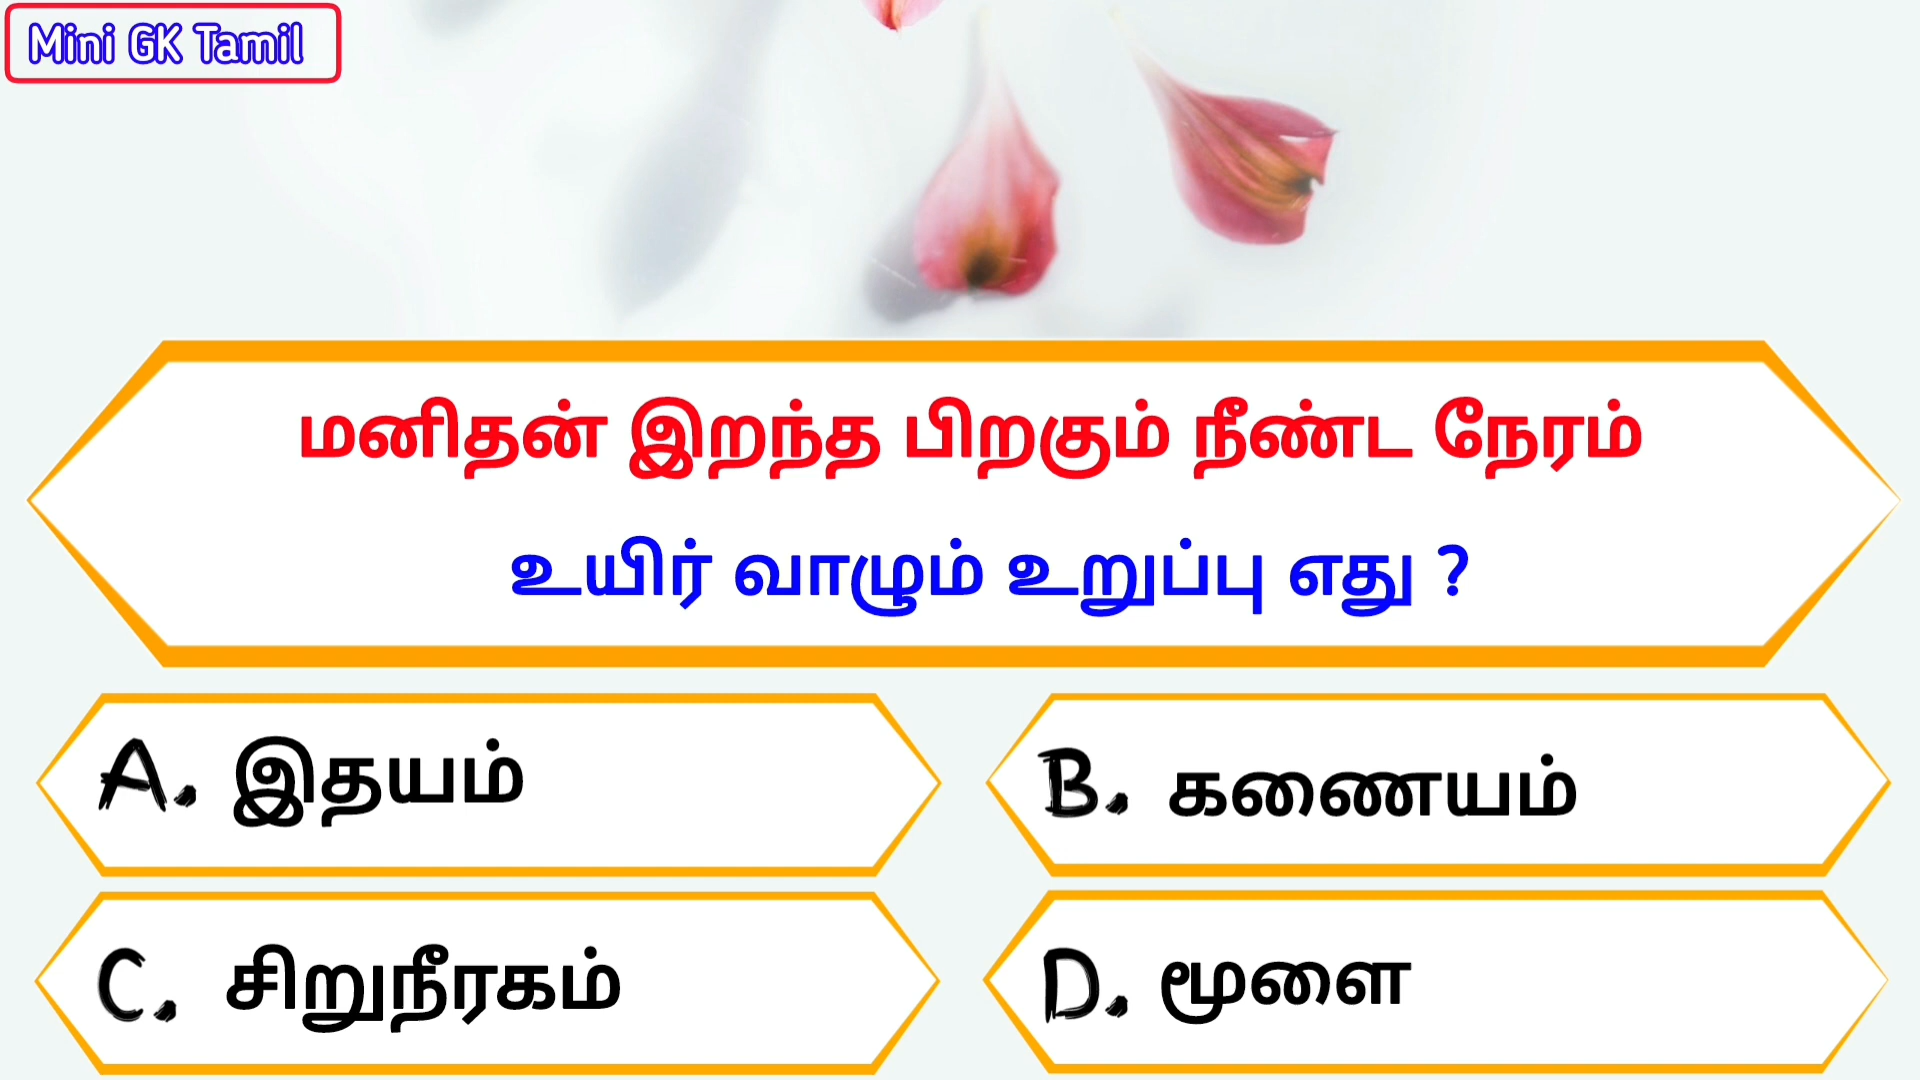 Mini GK Tamil
மனிதன் இறந்த பிறகும் நீண்ட நேரம்
உயிர் வாழும் உறுப்பு எது ?
A. இதயம்
B. கணையம்
C. சிறுநீரகம்
D. மூளை